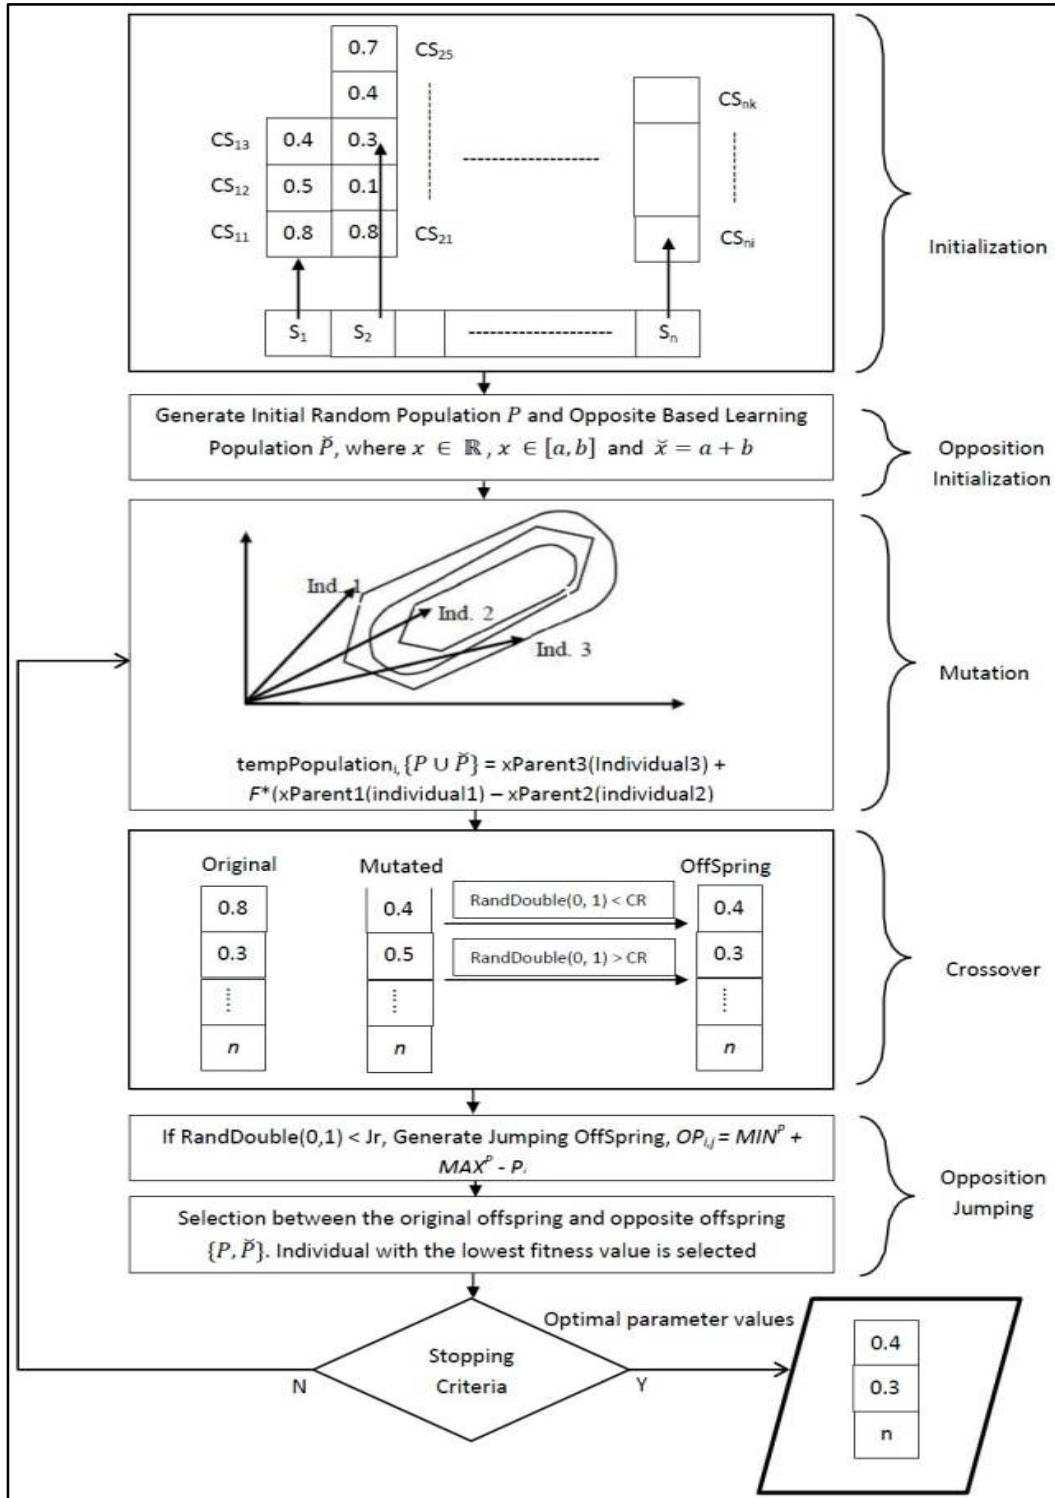 0.7 CS₂₅
0.4 CSₙₖ
CS₁₃ 0.4 0.3
CS₁₂ 0.5 0.1
CS₁₁ 0.8 0.8 CS₂₁ CSₙᵢ
Initialization
S₁ S₂ Sₙ
Generate Initial Random Population P and Opposite Based Learning
Population P̌, where x ∈ ℝ, x ∈ [a, b] and x̌ = a + b
Opposition
Initialization
Ind. 1
Ind. 2
Ind. 3
Mutation
tempPopulationᵢ, {P ∪ P̌} = xParent3(Individual3) +
F*(xParent1(individual1) – xParent2(individual2)
Original Mutated OffSpring
0.8 0.4 RandDouble(0, 1) < CR 0.4
0.3 0.5 RandDouble(0, 1) > CR 0.3
n n n
Crossover
If RandDouble(0,1) < Jr, Generate Jumping OffSpring, OPᵢ,ⱼ = MINᴾ +
MAXᴾ - Pᵢ
Opposition
Jumping
Selection between the original offspring and opposite offspring
{P, P̌}. Individual with the lowest fitness value is selected
Optimal parameter values
Stopping
Criteria
N
Y
0.4
0.3
n